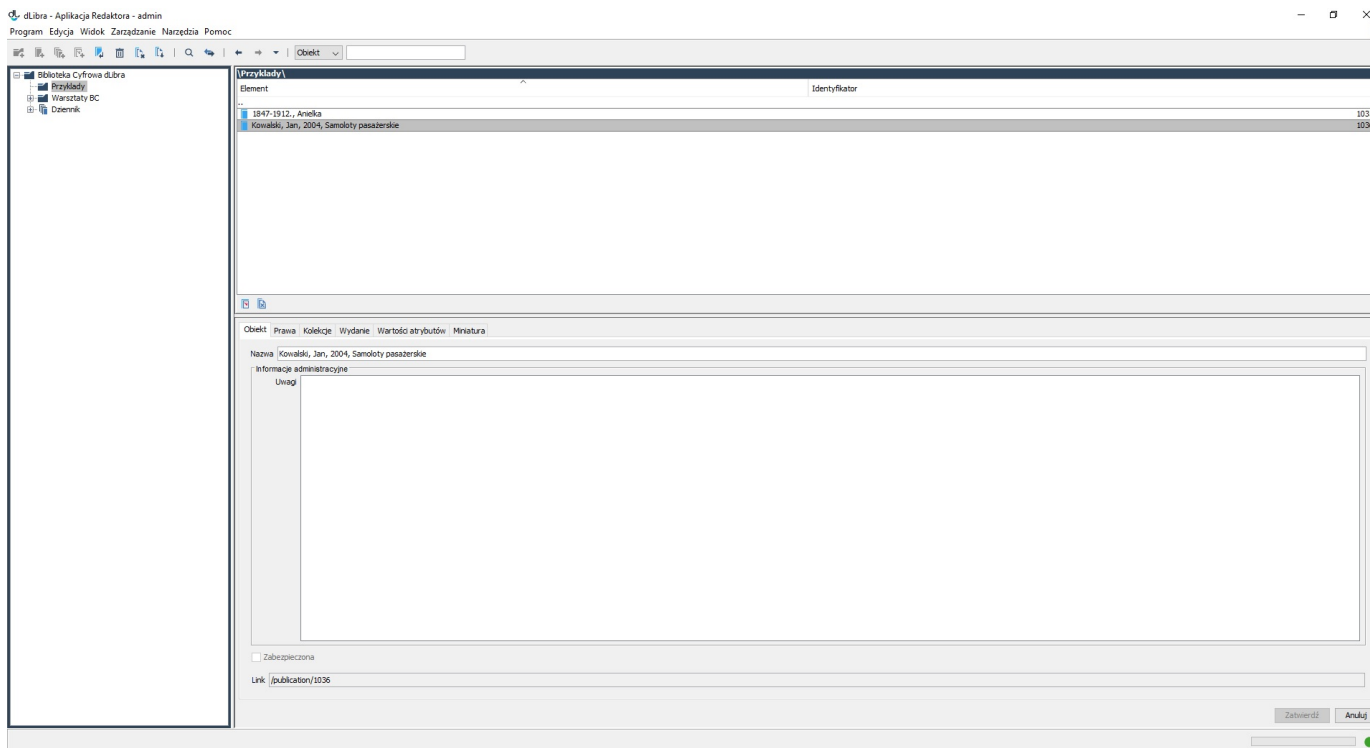 dLibra - Aplikacja Redaktora - admin
Program Edycja Widok Zarządzanie Narzędzia Pomoc
Obiekt
Biblioteka Cyfrowa dLibra
Przykłady
Warsztaty BC
Dziennik
\Przykłady\
Element Identyfikator
..
1847-1912., Anielka 103
Kowalski, Jan, 2004, Samoloty pasażerskie 103
Obiekt Prawa Kolekcje Wydanie Wartości atrybutów Miniatura
Nazwa Kowalski, Jan, 2004, Samoloty pasażerskie
Informacje administracyjne
Uwagi
Zabezpieczona
Link /publication/1036
Zatwierdź Anuluj